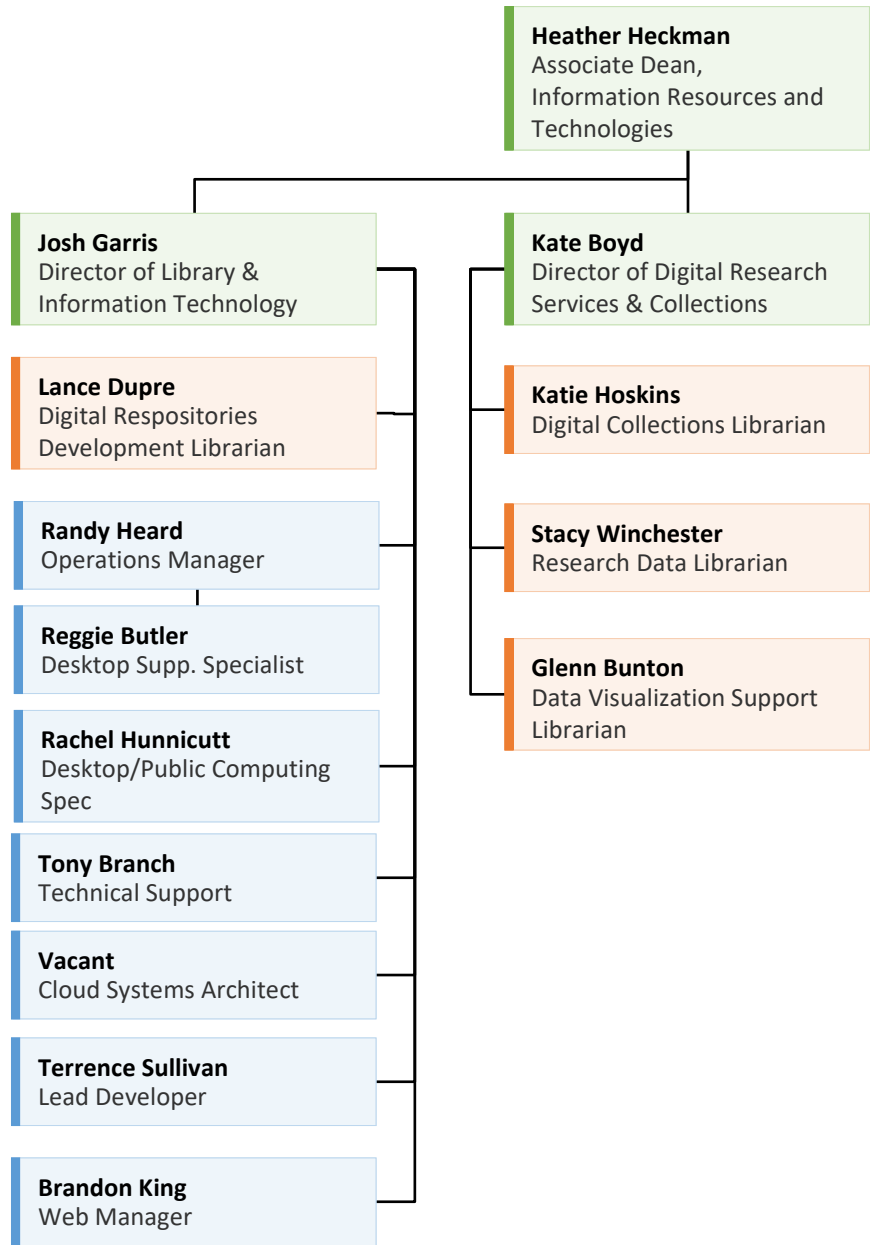 Heather Heckman
Associate Dean,
Information Resources and
Technologies
Josh Garris
Director of Library &
Information Technology
Kate Boyd
Director of Digital Research
Services & Collections
Lance Dupre
Digital Respositories
Development Librarian
Katie Hoskins
Digital Collections Librarian
Randy Heard
Operations Manager
Stacy Winchester
Research Data Librarian
Reggie Butler
Desktop Supp. Specialist
Glenn Bunton
Data Visualization Support
Librarian
Rachel Hunnicutt
Desktop/Public Computing
Spec
Tony Branch
Technical Support
Vacant
Cloud Systems Architect
Terrence Sullivan
Lead Developer
Brandon King
Web Manager